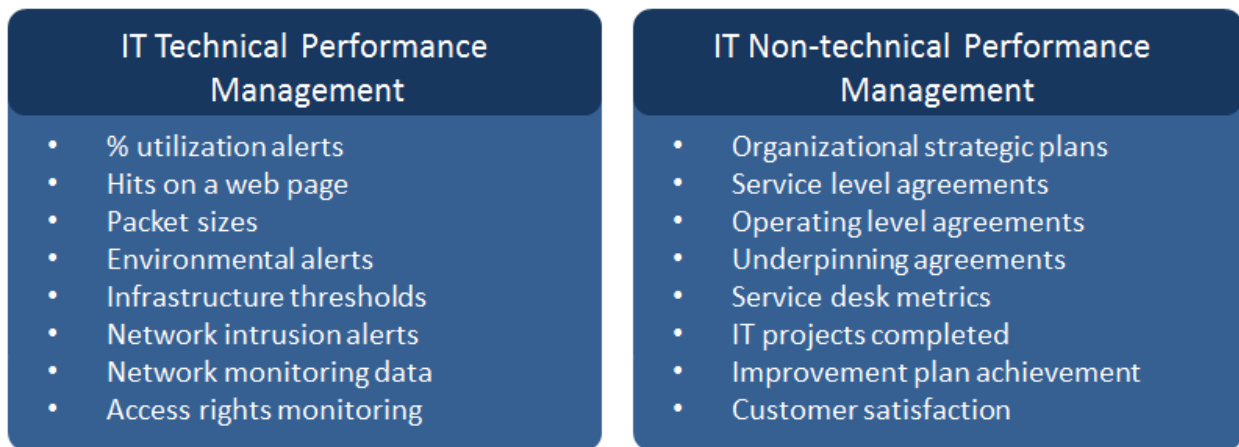 IT Technical Performance
Management
• % utilization alerts
• Hits on a web page
• Packet sizes
• Environmental alerts
• Infrastructure thresholds
• Network intrusion alerts
• Network monitoring data
• Access rights monitoring
IT Non-technical Performance
Management
• Organizational strategic plans
• Service level agreements
• Operating level agreements
• Underpinning agreements
• Service desk metrics
• IT projects completed
• Improvement plan achievement
• Customer satisfaction